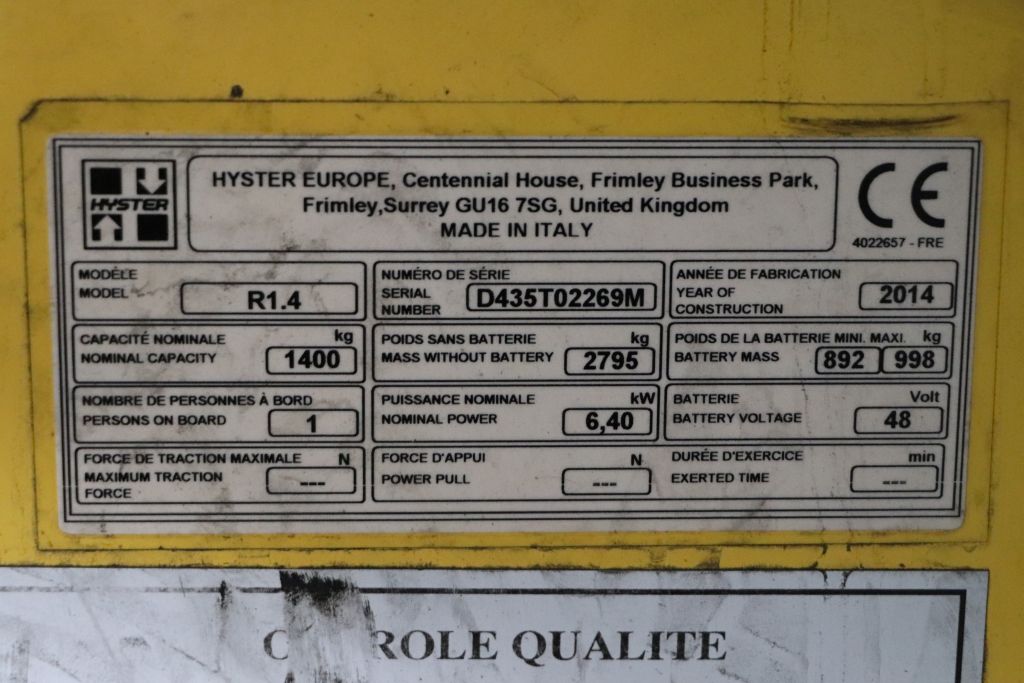 HYSTER
HYSTER EUROPE, Centennial House, Frimley Business Park,
Frimley,Surrey GU16 7SG, United Kingdom
MADE IN ITALY
CE
4022657 - FRE
MODÈLE
MODEL
R1.4
NUMÉRO DE SÉRIE
SERIAL
NUMBER
D435T02269M
ANNÉE DE FABRICATION
YEAR OF
CONSTRUCTION
2014
CAPACITÉ NOMINALE kg
NOMINAL CAPACITY 1400
POIDS SANS BATTERIE kg
MASS WITHOUT BATTERY 2795
POIDS DE LA BATTERIE MINI. MAXI. kg
BATTERY MASS 892 998
NOMBRE DE PERSONNES À BORD
PERSONS ON BOARD 1
PUISSANCE NOMINALE kW
NOMINAL POWER 6,40
BATTERIE Volt
BATTERY VOLTAGE 48
FORCE DE TRACTION MAXIMALE N
MAXIMUM TRACTION
FORCE
---
FORCE D'APPUI N
POWER PULL ---
DURÉE D'EXERCICE min
EXERTED TIME ---
QUALITE